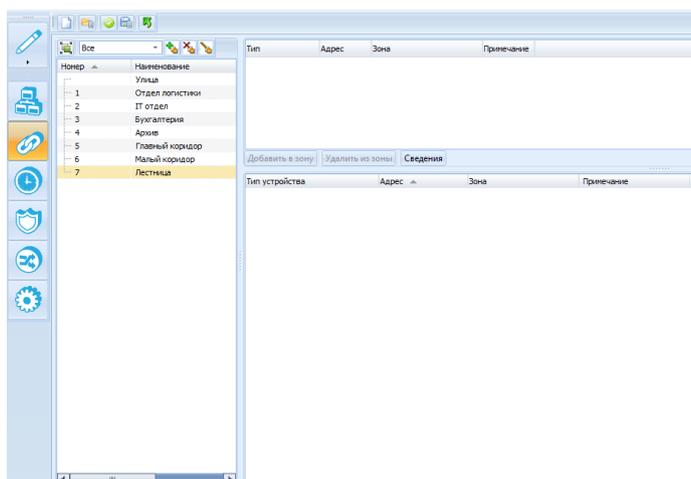 Все
Номер Наименование
Улица
1 Отдел логистики
2 IT отдел
3 Бухгалтерия
4 Архив
5 Главный коридор
6 Малый коридор
7 Лестница
Тип Адрес Зона Примечание
Добавить в зону Удалить из зоны Сведения
Тип устройства Адрес Зона Примечание